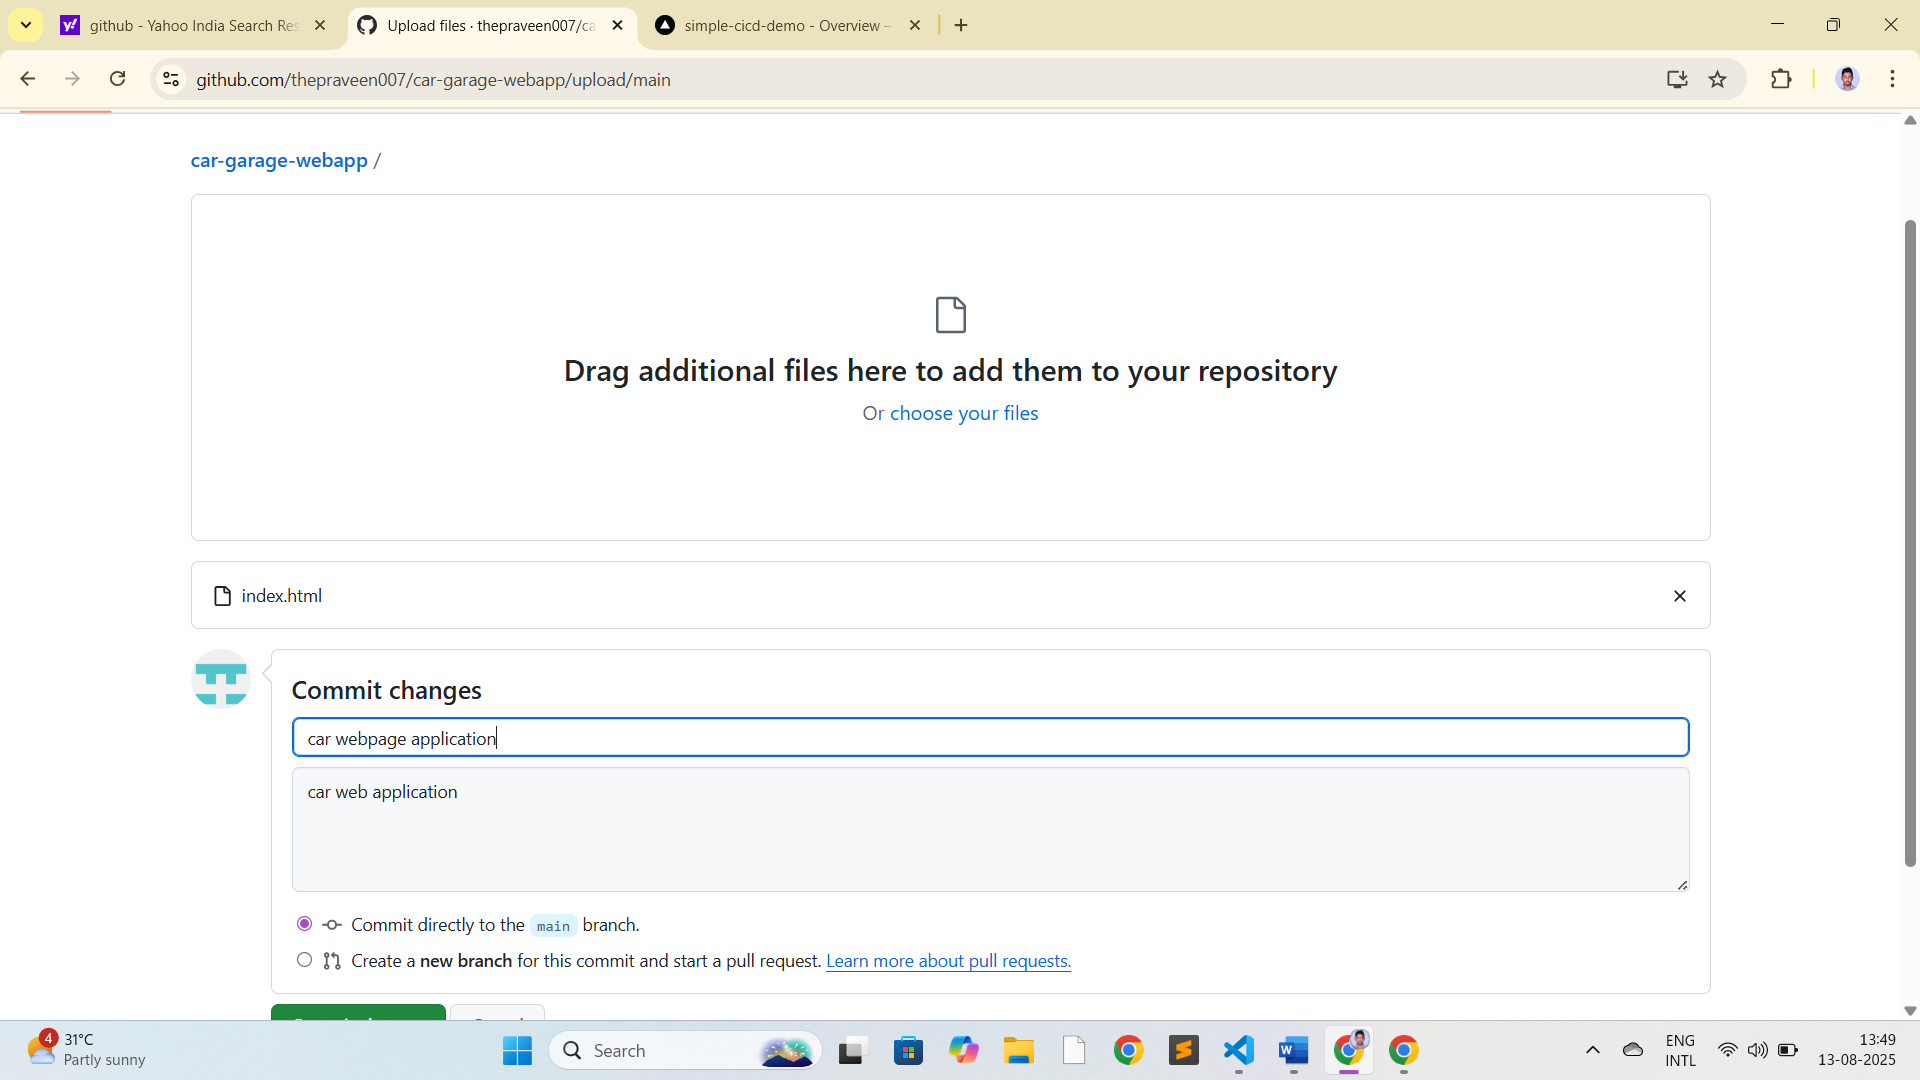 github - Yahoo India Search Res
Upload files · thepraveen007/ca
simple-cicd-demo - Overview –
github.com/thepraveen007/car-garage-webapp/upload/main
car-garage-webapp /
Drag additional files here to add them to your repository
Or choose your files
index.html
Commit changes
car webpage application
car web application
Commit directly to the main branch.
Create a new branch for this commit and start a pull request. Learn more about pull requests.
4
31°C
Partly sunny
Search
ENG
INTL
13:49
13-08-2025